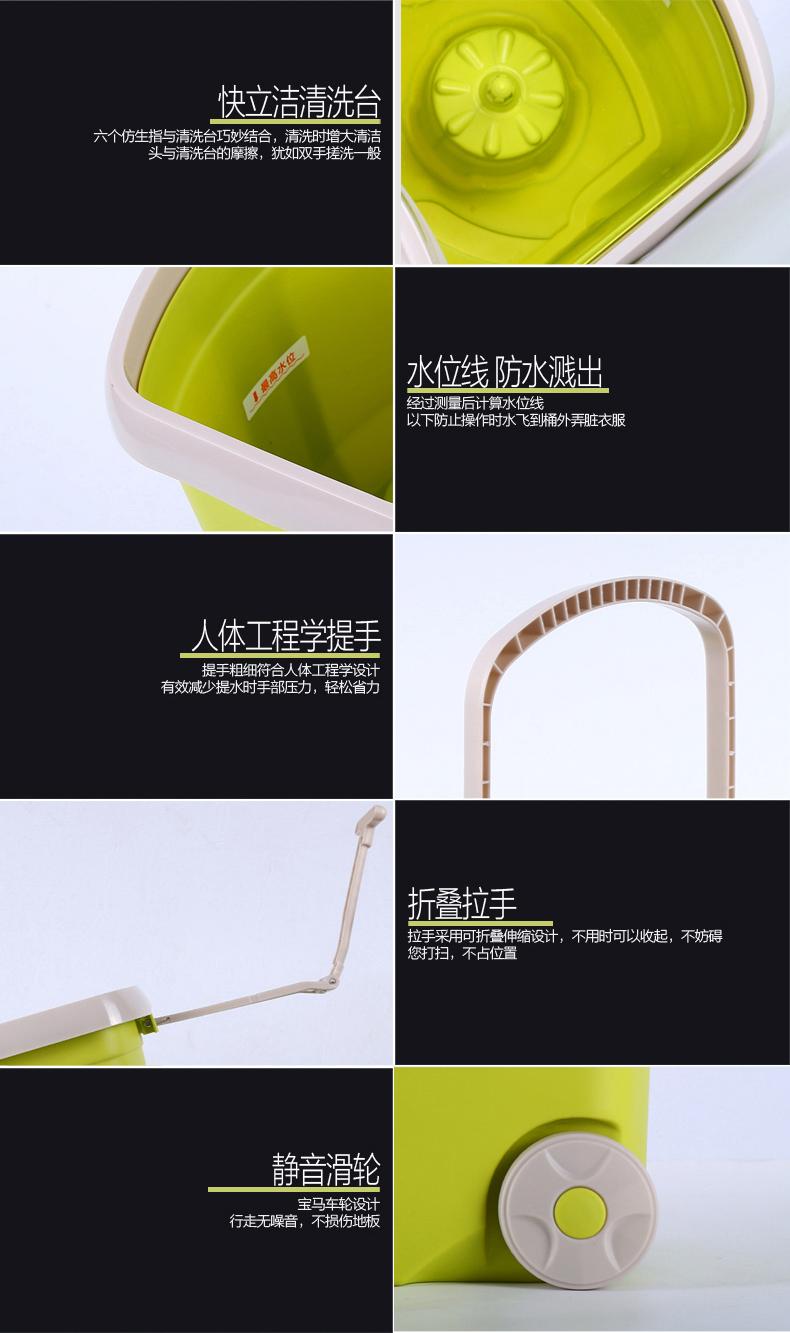 快立洁清洗台
六个仿生指与清洗台巧妙结合，清洗时增大清洁
头与清洗台的摩擦，犹如双手搓洗一般
最高水位
水位线 防水溅出
经过测量后计算水位线
以下防止操作时水飞到桶外弄脏衣服
人体工程学提手
提手粗细符合人体工程学设计
有效减少提水时手部压力，轻松省力
折叠拉手
拉手采用可折叠伸缩设计，不用时可以收起，不妨碍
您打扫，不占位置
静音滑轮
宝马车轮设计
行走无噪音，不损伤地板